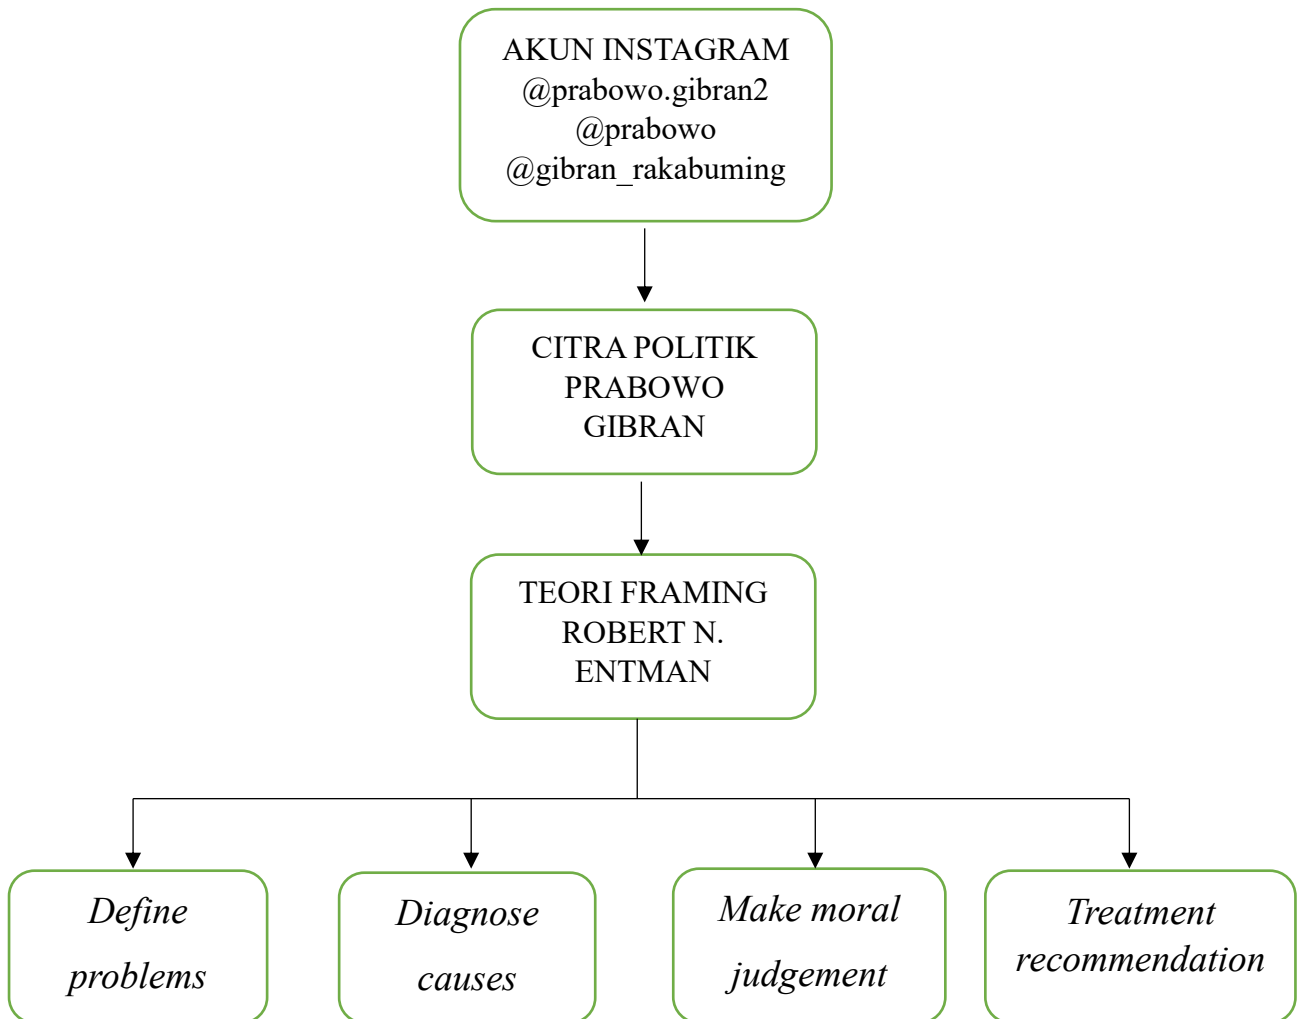 AKUN INSTAGRAM
@prabowo.gibran2
@prabowo
@gibran_rakabuming
CITRA POLITIK
PRABOWO
GIBRAN
TEORI FRAMING
ROBERT N.
ENTMAN
Define
problems
Diagnose
causes
Make moral
judgement
Treatment
recommendation